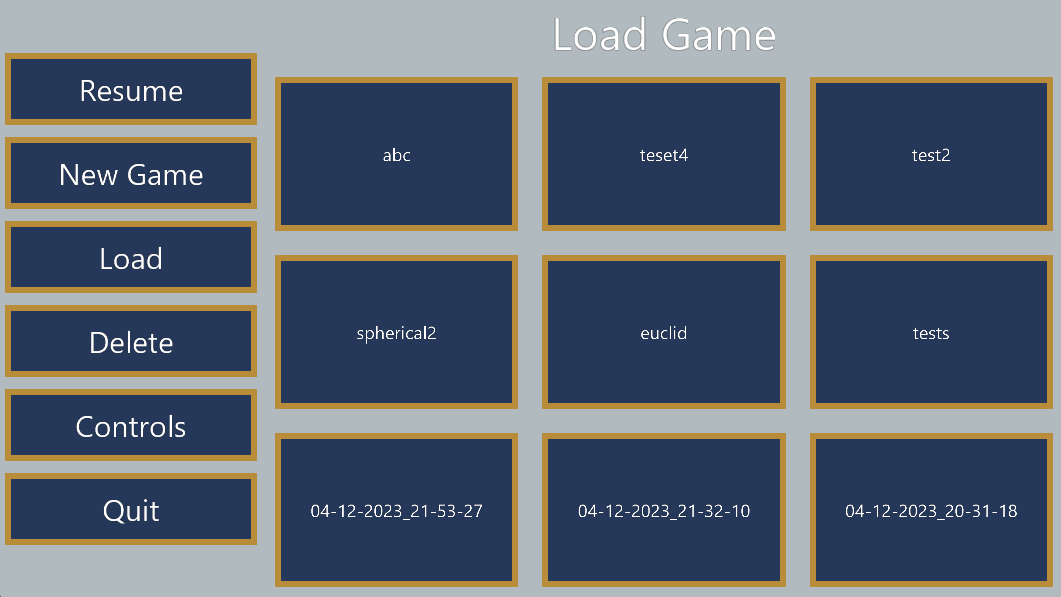 Load Game
Resume
New Game
Load
Delete
Controls
Quit
abc
teset4
test2
spherical2
euclid
tests
04-12-2023_21-53-27
04-12-2023_21-32-10
04-12-2023_20-31-18